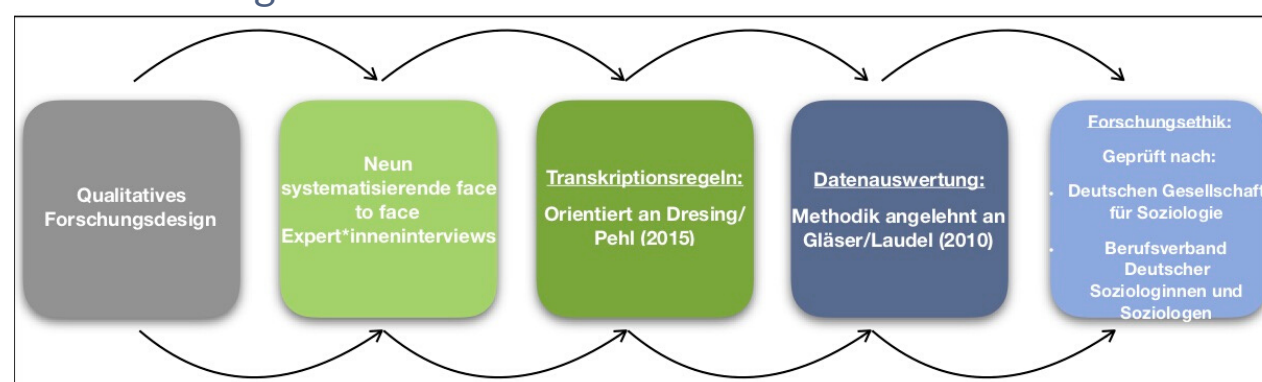 Qualitatives
Forschungsdesign
Neun
systematisierende face
to face
Expert*inneninterviews
Transkriptionsregeln:
Orientiert an Dresing/
Pehl (2015)
Datenauswertung:
Methodik angelehnt an
Gläser/Laudel (2010)
Forschungsethik:
Geprüft nach:
• Deutschen Gesellschaft
für Soziologie
• Berufsverband
Deutscher
Soziologinnen und
Soziologen